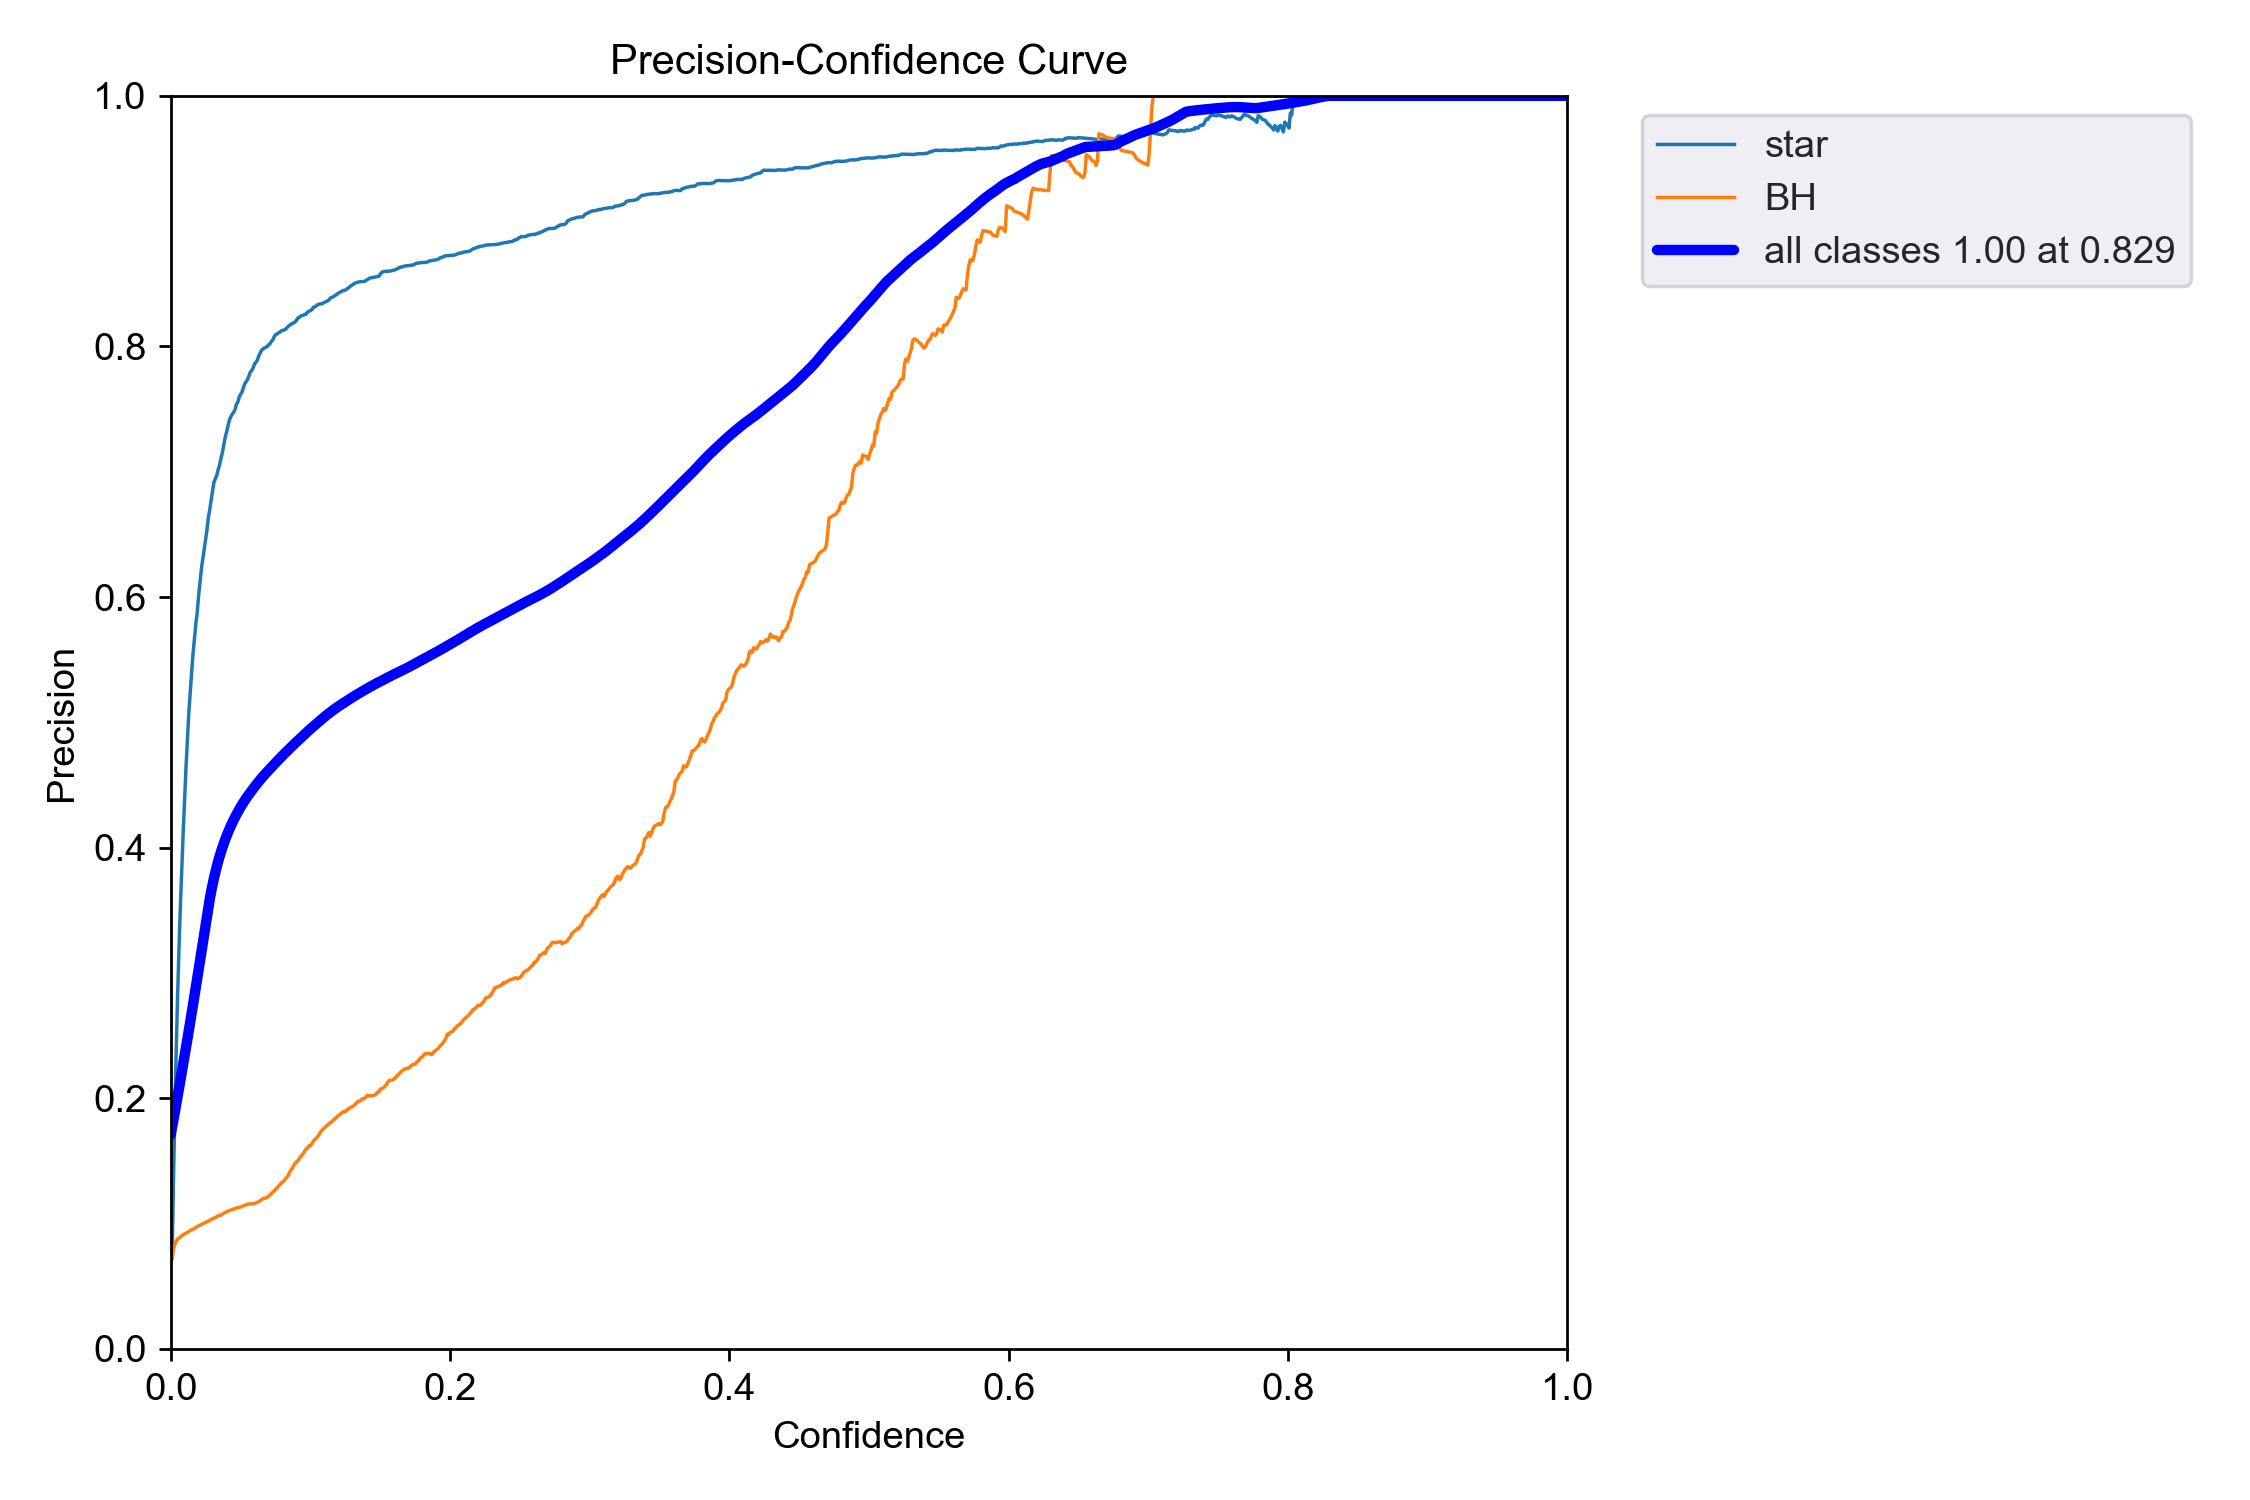 Precision-Confidence Curve
1.0
0.8
0.6
0.4
0.2
0.0
Precision
0.0 0.2 0.4 0.6 0.8 1.0
Confidence
star
BH
all classes 1.00 at 0.829